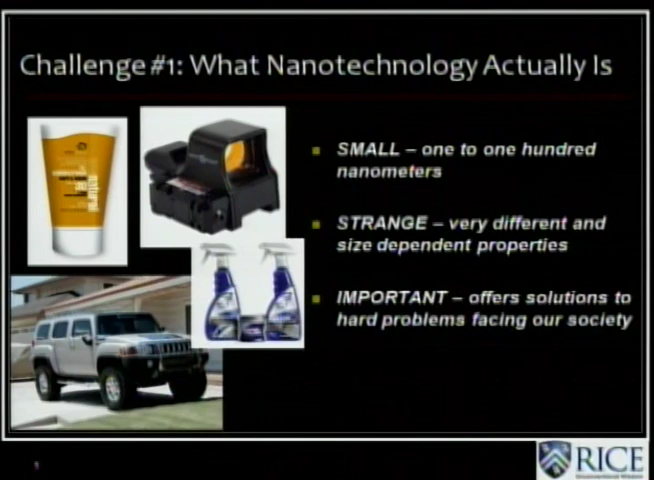 Challenge #1: What Nanotechnology Actually Is
SMALL – one to one hundred
nanometers
STRANGE – very different and
size dependent properties
IMPORTANT – offers solutions to
hard problems facing our society
RICE